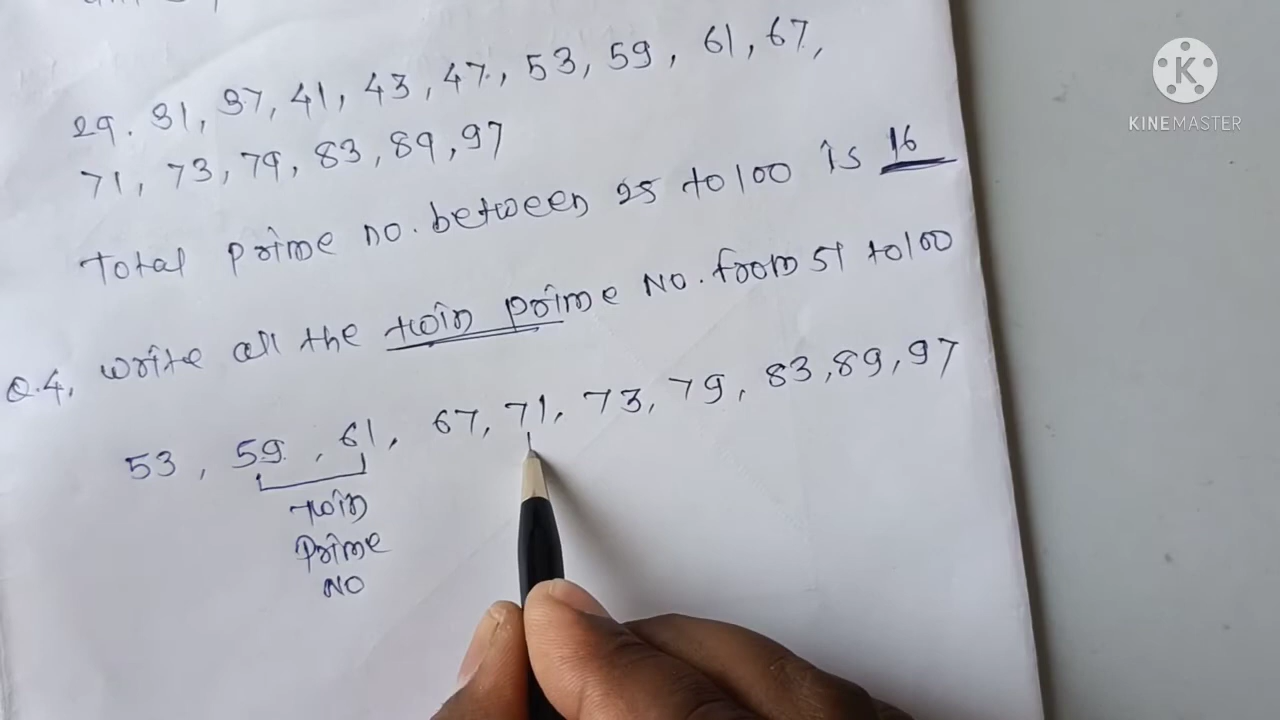 29. 31, 37, 41, 43, 47, 53, 59, 61, 67,
71, 73, 79, 83, 89, 97
Total prime no. between 25 to 100 is 16
Q.4, write all the twin prime No. from 51 to 100
53, 59, 61, 67, 71, 73, 79, 83, 89, 97
twin
Prime
NO
K
KINEMASTER